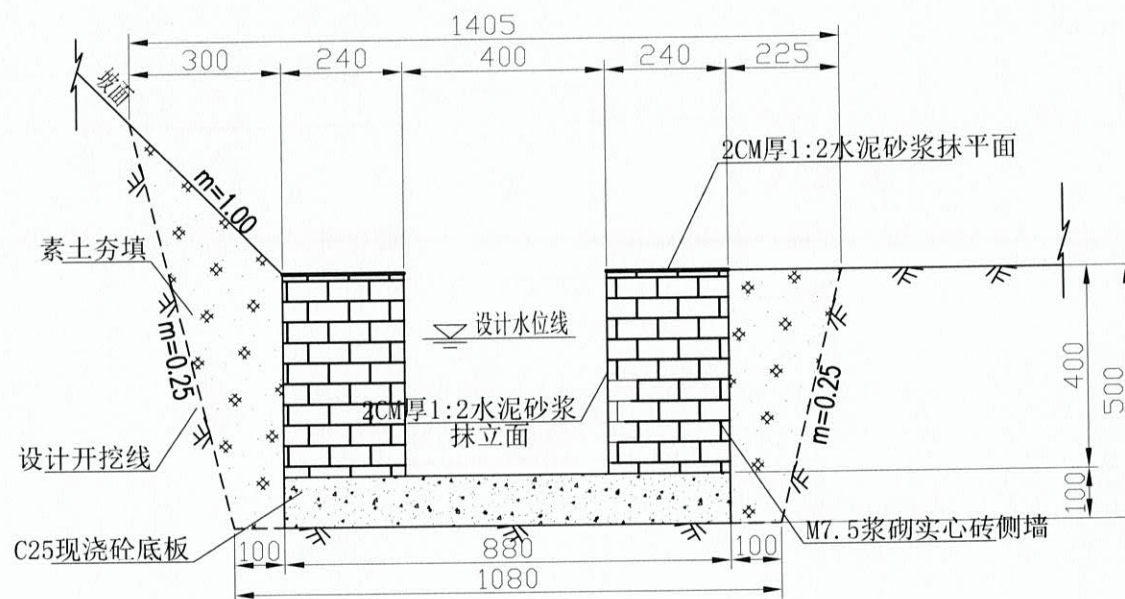 1405
300
240
400
240
225
坡面
2CM厚1:2水泥砂浆抹平面
m=1.00
素土夯填
设计水位线
m=0.25
2CM厚1:2水泥砂浆
抹立面
m=0.25
400
500
设计开挖线
100
C25现浇砼底板
M7.5浆砌实心砖侧墙
100
880
100
1080